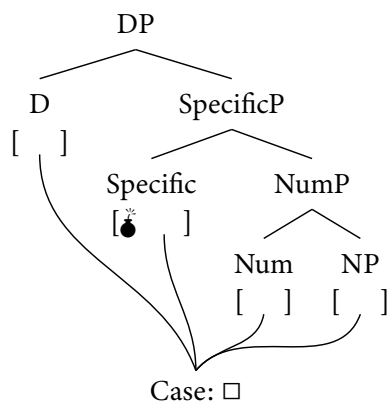 DP
D SpecificP
[ ]
Specific NumP
[💣 ]
Num NP
[ ] [ ]
Case: □